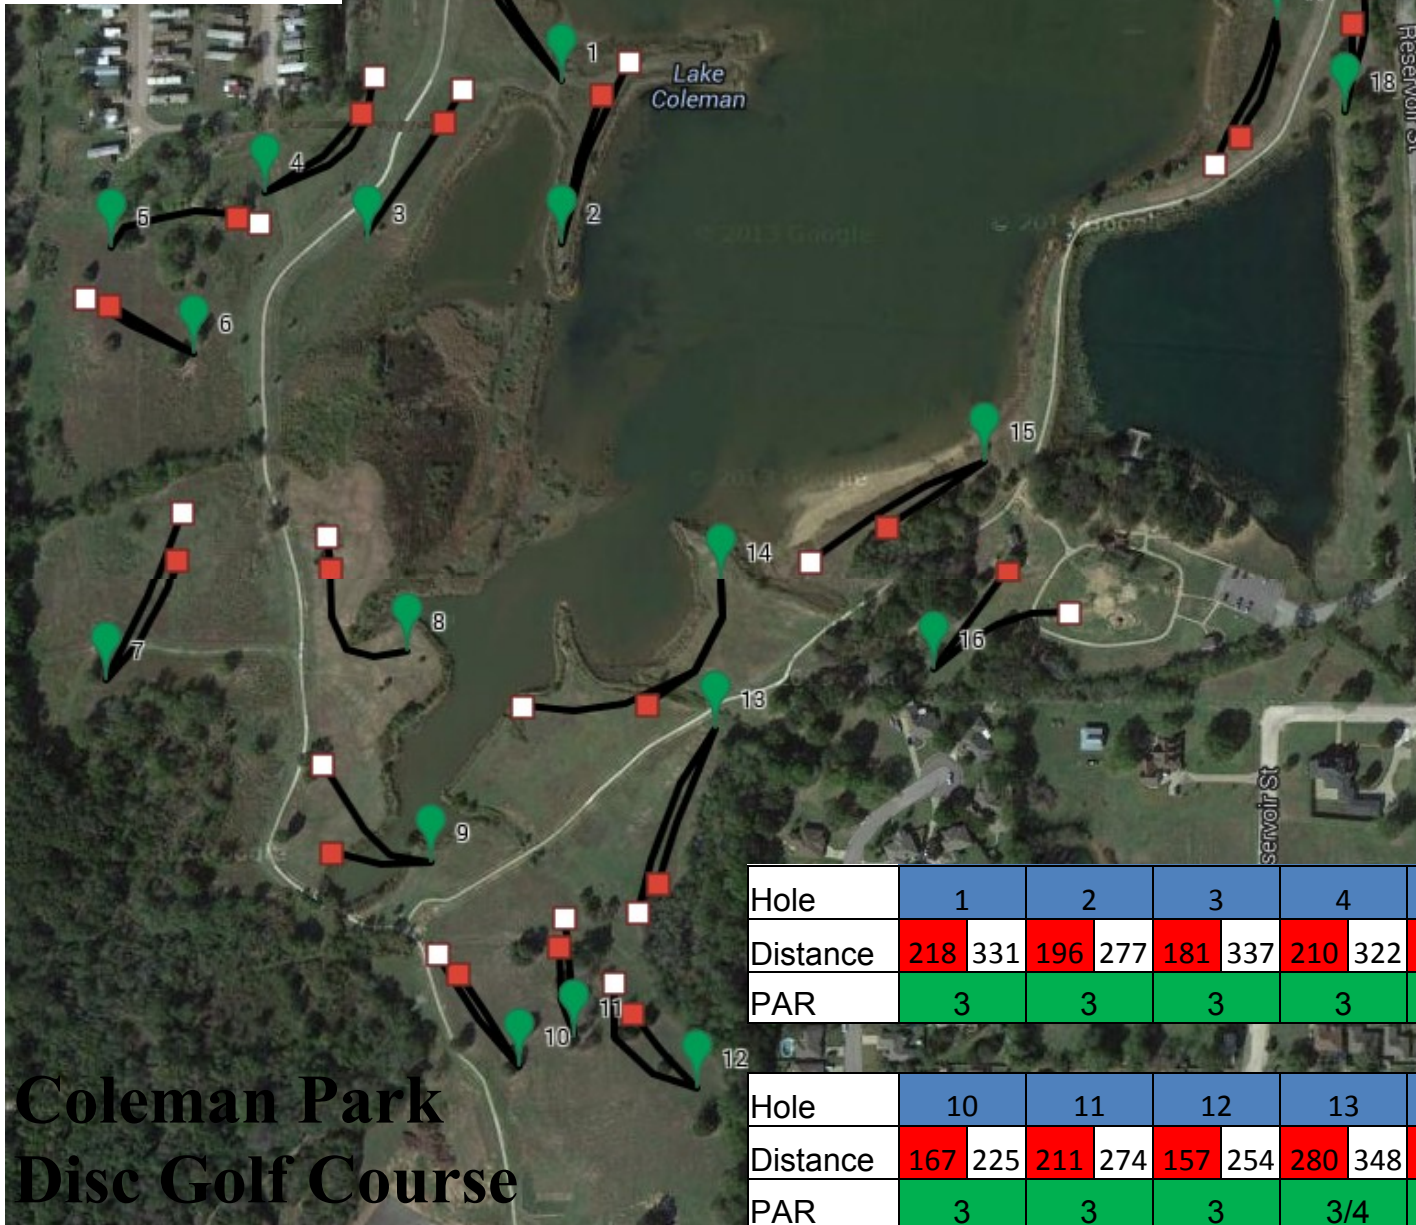 1
Lake
Coleman
18
Reservoir St
4
5
3
2
© 2013 Google
6
15
14
8
16
7
13
9
servoir St
11
10
12
Hole 1 2 3 4
Distance 218 331 196 277 181 337 210 322
PAR 3 3 3 3
Hole 10 11 12 13
Distance 167 225 211 274 157 254 280 348
PAR 3 3 3 3/4
Coleman Park
Disc Golf Course